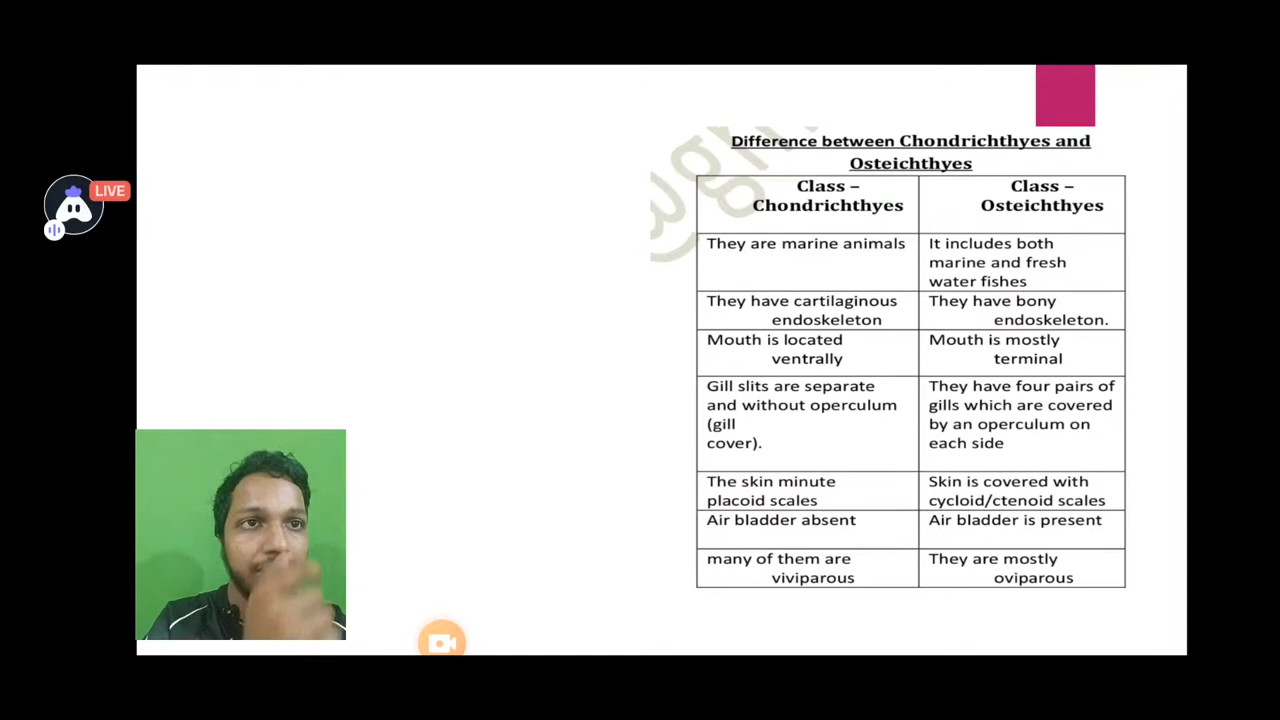 LIVE
Difference between Chondrichthyes and
Osteichthyes
Class –
Chondrichthyes
Class –
Osteichthyes
They are marine animals
It includes both
marine and fresh
water fishes
They have cartilaginous
endoskeleton
They have bony
endoskeleton.
Mouth is located
ventrally
Mouth is mostly
terminal
Gill slits are separate
and without operculum
(gill
cover).
They have four pairs of
gills which are covered
by an operculum on
each side
The skin minute
placoid scales
Skin is covered with
cycloid/ctenoid scales
Air bladder absent
Air bladder is present
many of them are
viviparous
They are mostly
oviparous